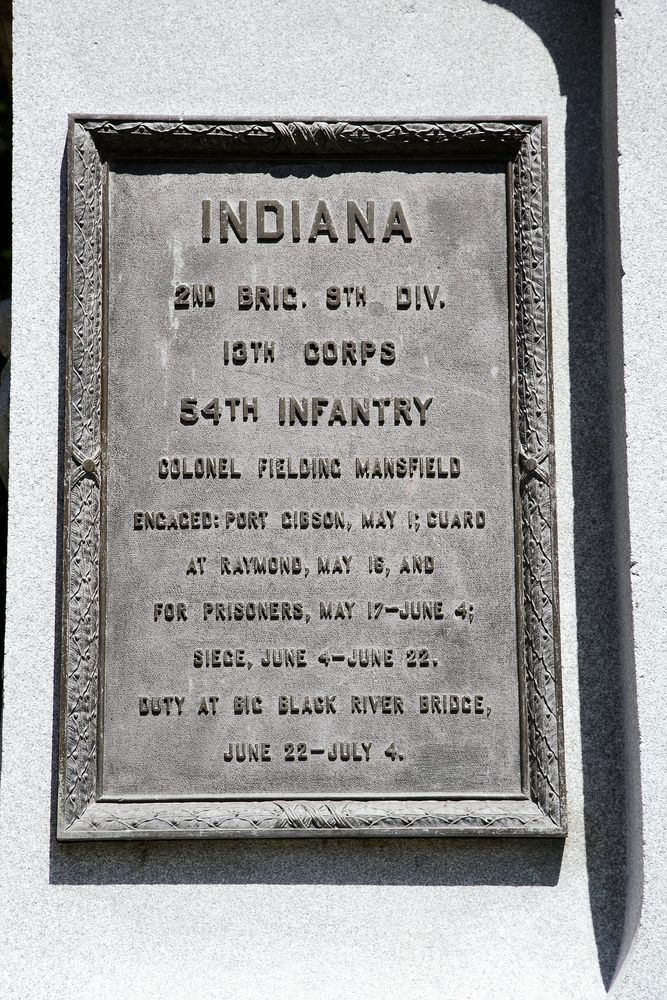 INDIANA
2ND BRIG. 9TH DIV.
13TH CORPS
54TH INFANTRY
COLONEL FIELDING MANSFIELD
ENGAGED: PORT GIBSON, MAY 1; GUARD
AT RAYMOND, MAY 16, AND
FOR PRISONERS, MAY 17–JUNE 4;
SIEGE, JUNE 4–JUNE 22.
DUTY AT BIG BLACK RIVER BRIDGE,
JUNE 22–JULY 4.